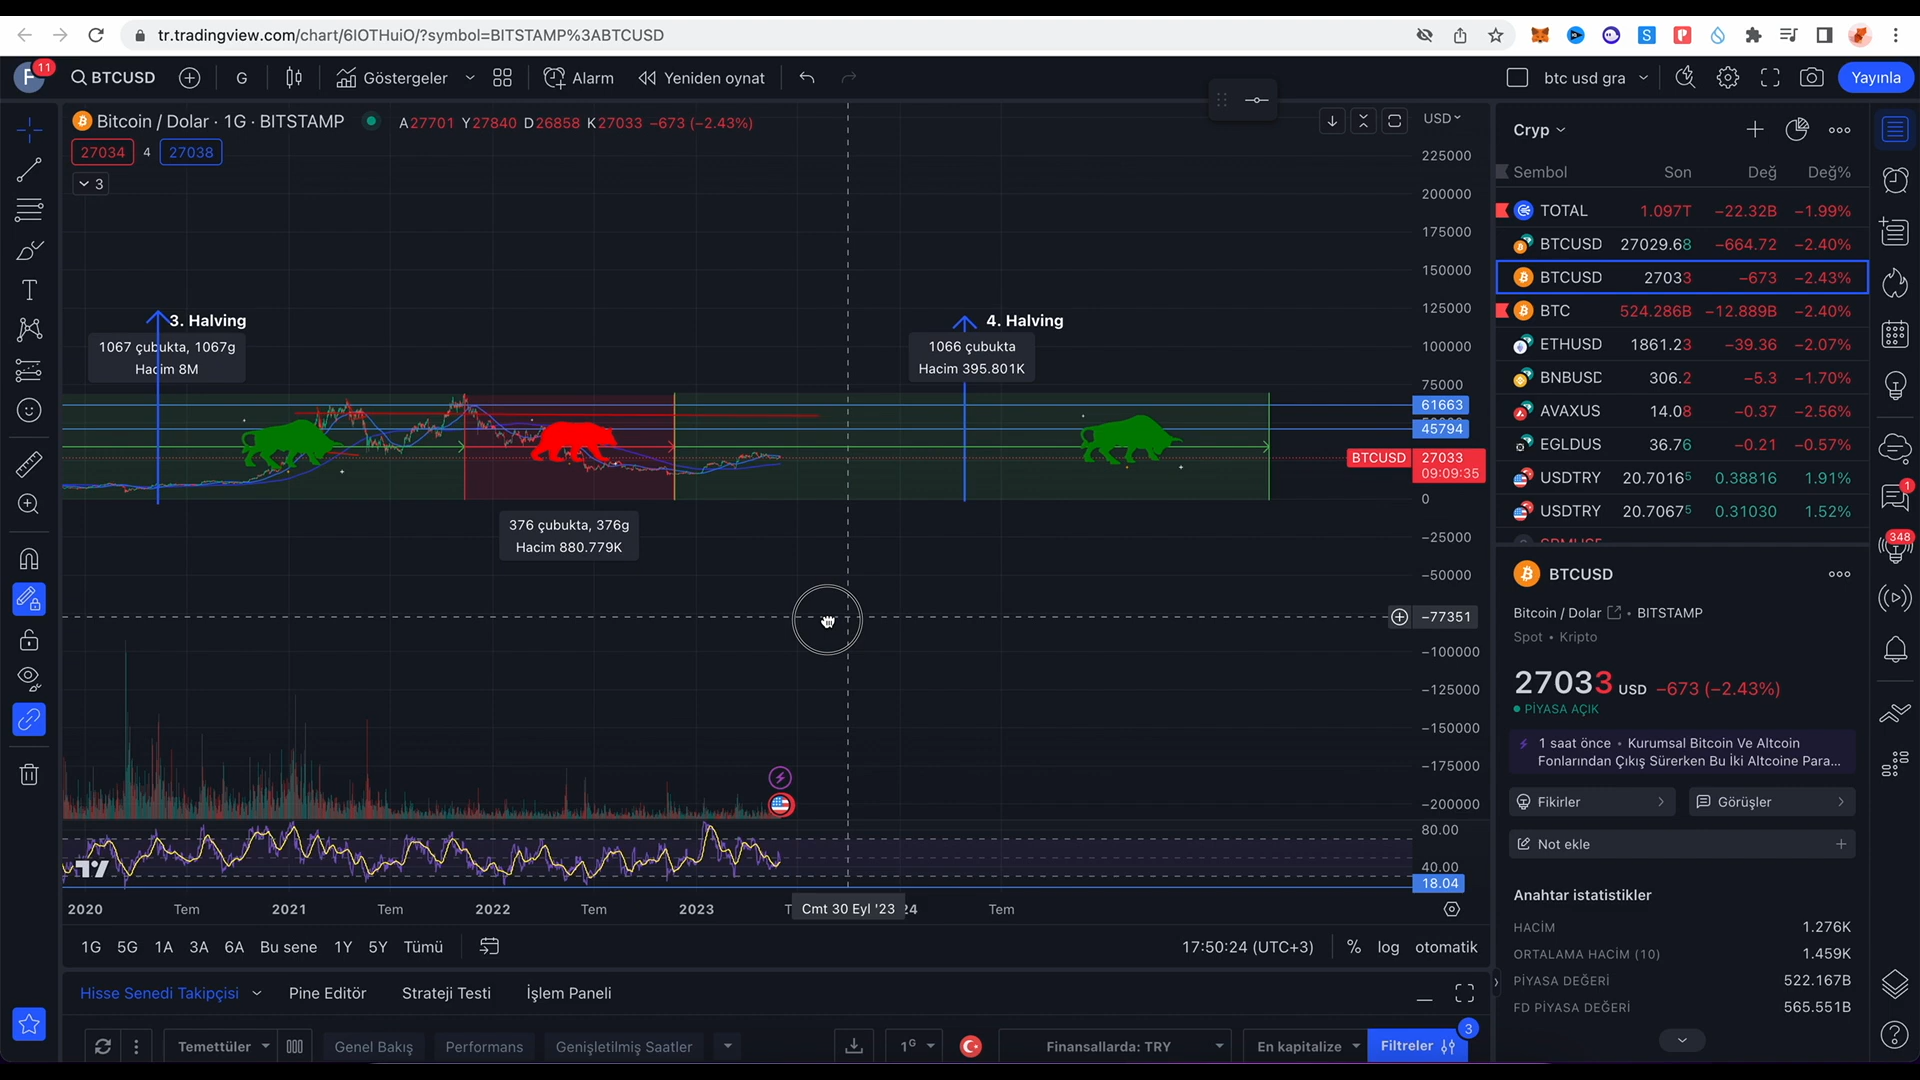 tr.tradingview.com/chart/6IOTHuiO/?symbol=BITSTAMP%3ABTCUSD
11
BTCUSD
G
Göstergeler
Alarm
Yeniden oynat
btc usd gra
Yayınla
Bitcoin / Dolar · 1G · BITSTAMP
A27701 Y27840 D26858 K27033 −673 (−2.43%)
27034 4 27038
3
USD
225000
200000
175000
150000
125000
100000
75000
61663
45794
BTCUSD 27033
09:09:35
0
−25000
−50000
−77351
−100000
−125000
−150000
−175000
−200000
80.00
40.00
18.04
3. Halving
1067 çubukta, 1067g
Hacim 8M
4. Halving
1066 çubukta
Hacim 395.801K
376 çubukta, 376g
Hacim 880.779K
2020 Tem 2021 Tem 2022 Tem 2023 Cmt 30 Eyl '23 24 Tem
1G 5G 1A 3A 6A Bu sene 1Y 5Y Tümü
17:50:24 (UTC+3) % log otomatik
Hisse Senedi Takipçisi Pine Editör Strateji Testi İşlem Paneli
Temettüler Genel Bakış Performans Genişletilmiş Saatler
1G Finansallarda: TRY En kapitalize Filtreler 3
Cryp
Sembol Son Değ Değ%
TOTAL 1.097T −22.32B −1.99%
BTCUSD 27029.68 −664.72 −2.40%
BTCUSD 27033 −673 −2.43%
BTC 524.286B −12.889B −2.40%
ETHUSD 1861.23 −39.36 −2.07%
BNBUSD 306.2 −5.3 −1.70%
AVAXUS 14.08 −0.37 −2.56%
EGLDUS 36.76 −0.21 −0.57%
USDTRY 20.70165 0.38816 1.91%
USDTRY 20.70675 0.31030 1.52%
BTCUSD
Bitcoin / Dolar • BITSTAMP
Spot • Kripto
27033 USD −673 (−2.43%)
PİYASA AÇIK
1 saat önce • Kurumsal Bitcoin Ve Altcoin
Fonlarından Çıkış Sürerken Bu İki Altcoine Para...
Fikirler
Görüşler
Not ekle
Anahtar istatistikler
HACİM 1.276K
ORTALAMA HACİM (10) 1.459K
PİYASA DEĞERİ 522.167B
FD PİYASA DEĞERİ 565.551B
1
348